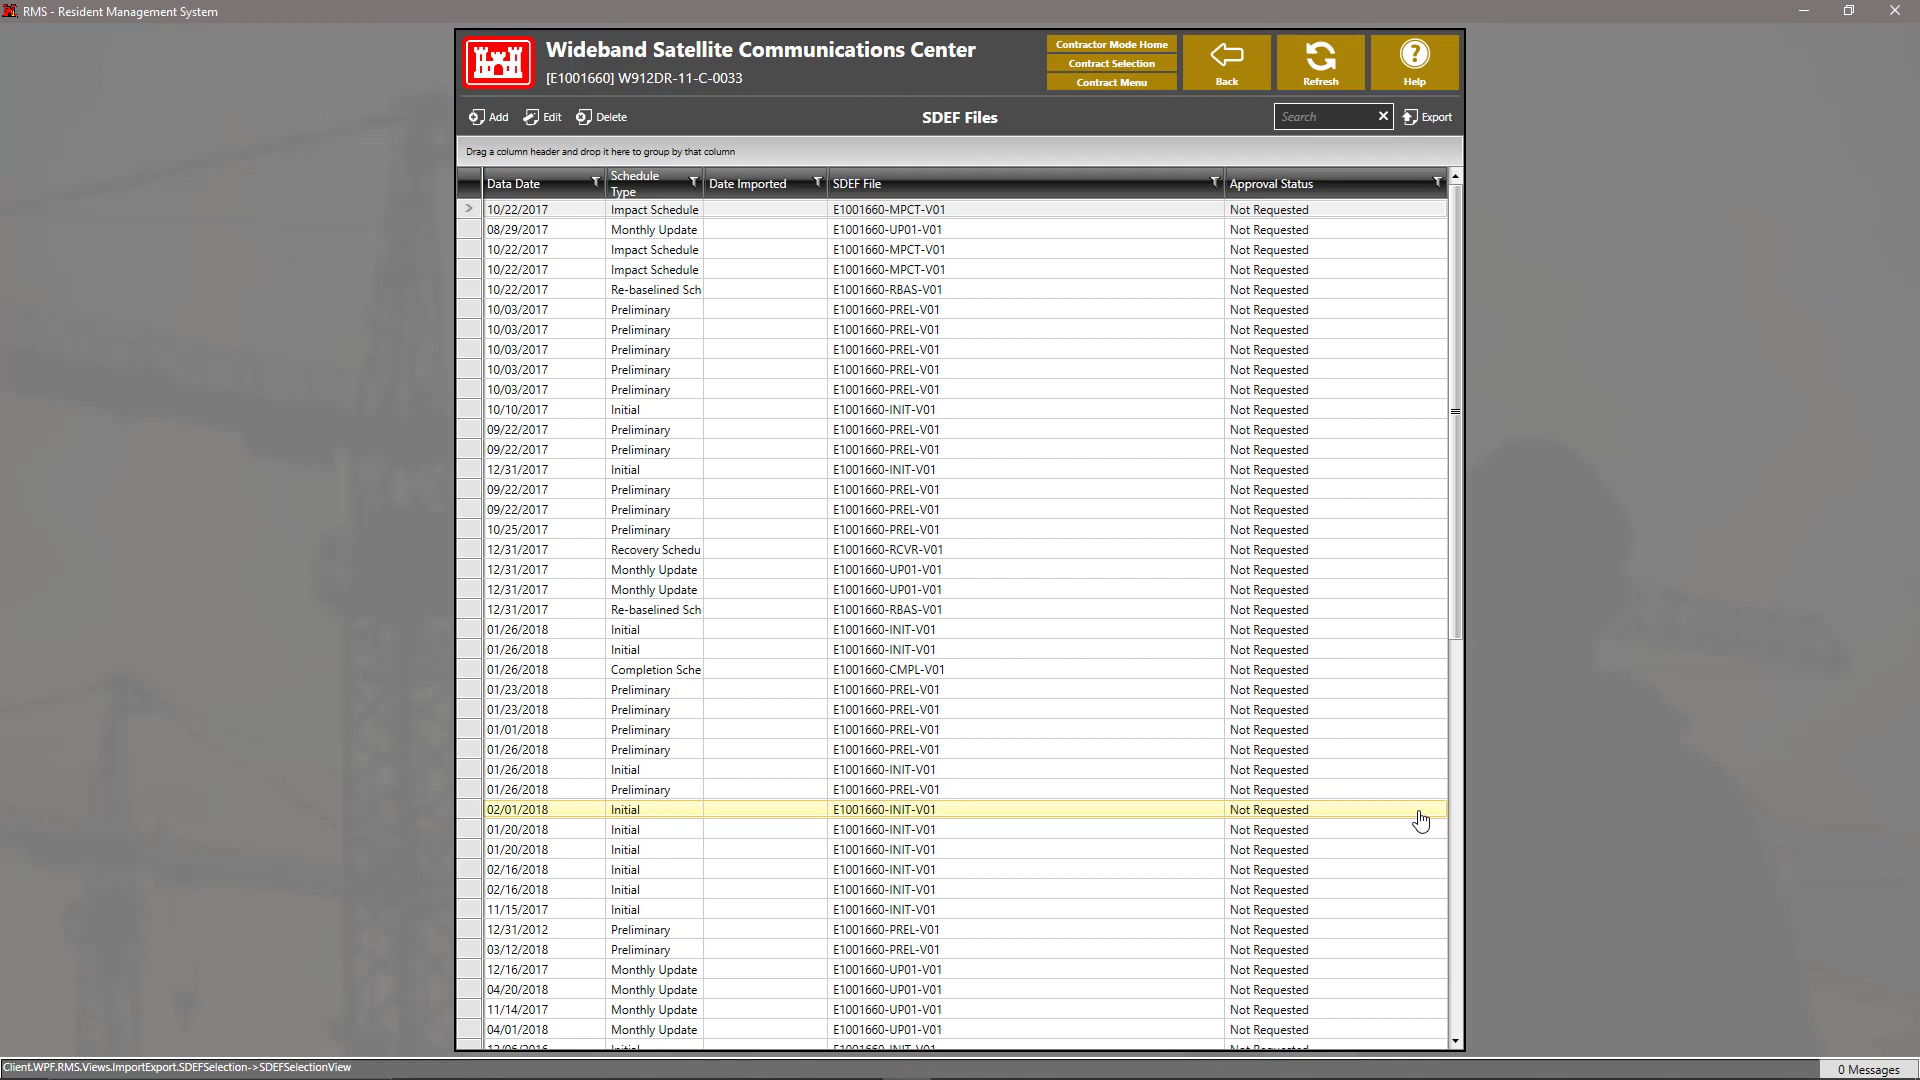 RMS - Resident Management System
Wideband Satellite Communications Center
[E1001660] W912DR-11-C-0033
Contractor Mode Home
Contract Selection
Contract Menu
Back
Refresh
Help
Add Edit Delete
SDEF Files
Search
Export
Drag a column header and drop it here to group by that column
Data Date Schedule Type Date Imported SDEF File Approval Status
10/22/2017 Impact Schedule E1001660-MPCT-V01 Not Requested
08/29/2017 Monthly Update E1001660-UP01-V01 Not Requested
10/22/2017 Impact Schedule E1001660-MPCT-V01 Not Requested
10/22/2017 Impact Schedule E1001660-MPCT-V01 Not Requested
10/22/2017 Re-baselined Sch E1001660-RBAS-V01 Not Requested
10/03/2017 Preliminary E1001660-PREL-V01 Not Requested
10/03/2017 Preliminary E1001660-PREL-V01 Not Requested
10/03/2017 Preliminary E1001660-PREL-V01 Not Requested
10/03/2017 Preliminary E1001660-PREL-V01 Not Requested
10/03/2017 Preliminary E1001660-PREL-V01 Not Requested
10/10/2017 Initial E1001660-INIT-V01 Not Requested
09/22/2017 Preliminary E1001660-PREL-V01 Not Requested
09/22/2017 Preliminary E1001660-PREL-V01 Not Requested
12/31/2017 Initial E1001660-INIT-V01 Not Requested
09/22/2017 Preliminary E1001660-PREL-V01 Not Requested
09/22/2017 Preliminary E1001660-PREL-V01 Not Requested
10/25/2017 Preliminary E1001660-PREL-V01 Not Requested
12/31/2017 Recovery Schedu E1001660-RCVR-V01 Not Requested
12/31/2017 Monthly Update E1001660-UP01-V01 Not Requested
12/31/2017 Monthly Update E1001660-UP01-V01 Not Requested
12/31/2017 Re-baselined Sch E1001660-RBAS-V01 Not Requested
01/26/2018 Initial E1001660-INIT-V01 Not Requested
01/26/2018 Initial E1001660-INIT-V01 Not Requested
01/26/2018 Completion Sche E1001660-CMPL-V01 Not Requested
01/23/2018 Preliminary E1001660-PREL-V01 Not Requested
01/23/2018 Preliminary E1001660-PREL-V01 Not Requested
01/01/2018 Preliminary E1001660-PREL-V01 Not Requested
01/26/2018 Preliminary E1001660-PREL-V01 Not Requested
01/26/2018 Initial E1001660-INIT-V01 Not Requested
01/26/2018 Preliminary E1001660-PREL-V01 Not Requested
02/01/2018 Initial E1001660-INIT-V01 Not Requested
01/20/2018 Initial E1001660-INIT-V01 Not Requested
01/20/2018 Initial E1001660-INIT-V01 Not Requested
02/16/2018 Initial E1001660-INIT-V01 Not Requested
02/16/2018 Initial E1001660-INIT-V01 Not Requested
11/15/2017 Initial E1001660-INIT-V01 Not Requested
12/31/2012 Preliminary E1001660-PREL-V01 Not Requested
03/12/2018 Preliminary E1001660-PREL-V01 Not Requested
12/16/2017 Monthly Update E1001660-UP01-V01 Not Requested
04/20/2018 Monthly Update E1001660-UP01-V01 Not Requested
11/14/2017 Monthly Update E1001660-UP01-V01 Not Requested
04/01/2018 Monthly Update E1001660-UP01-V01 Not Requested
Initial E1001660-INIT-V01 Not Requested
Client.WPF.RMS.Views.ImportExport.SDEFSelection->SDEFSelectionView
0 Messages